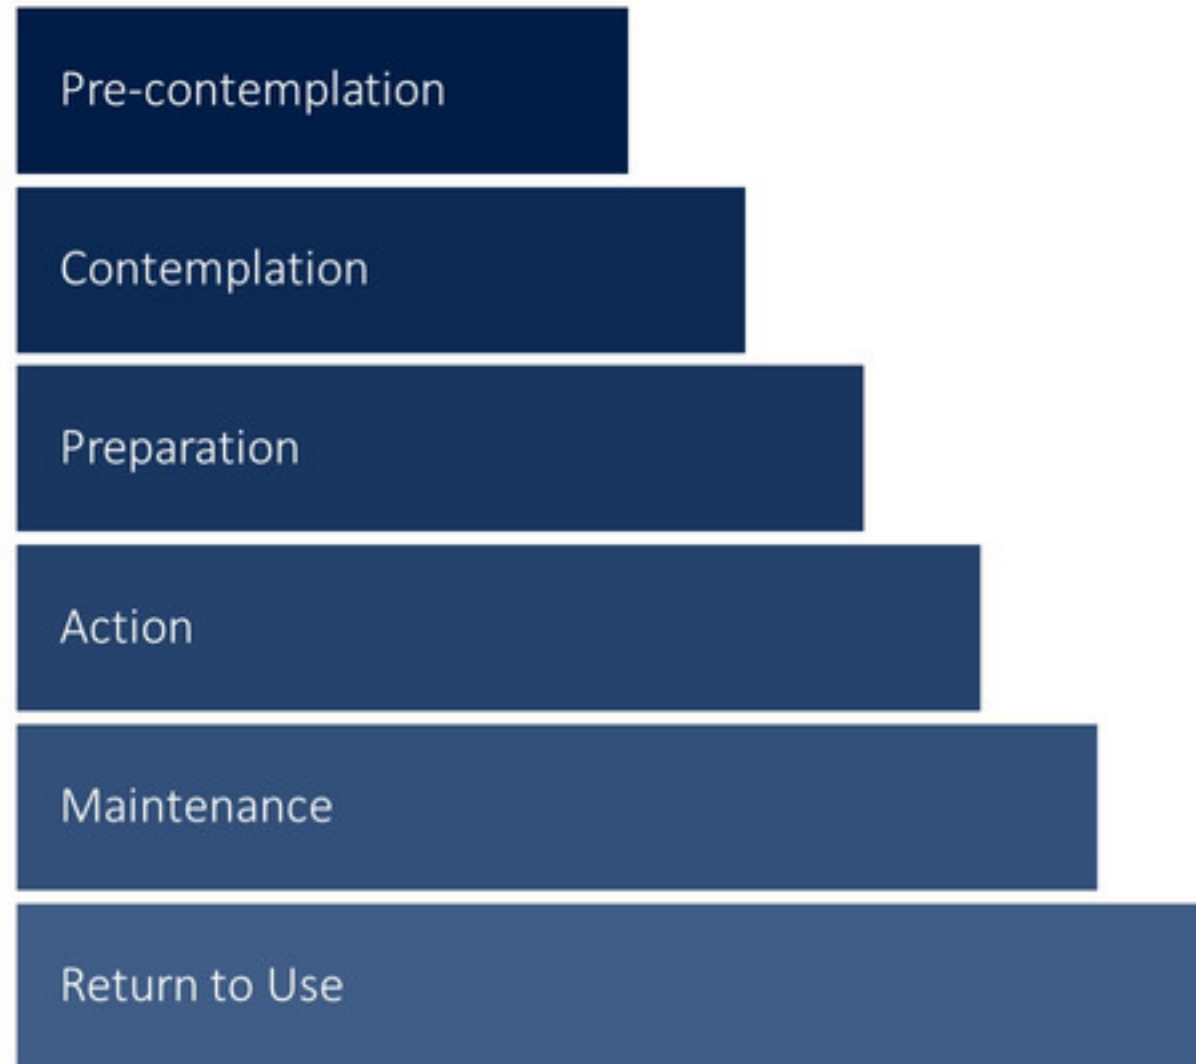 Pre-contemplation
Contemplation
Preparation
Action
Maintenance
Return to Use